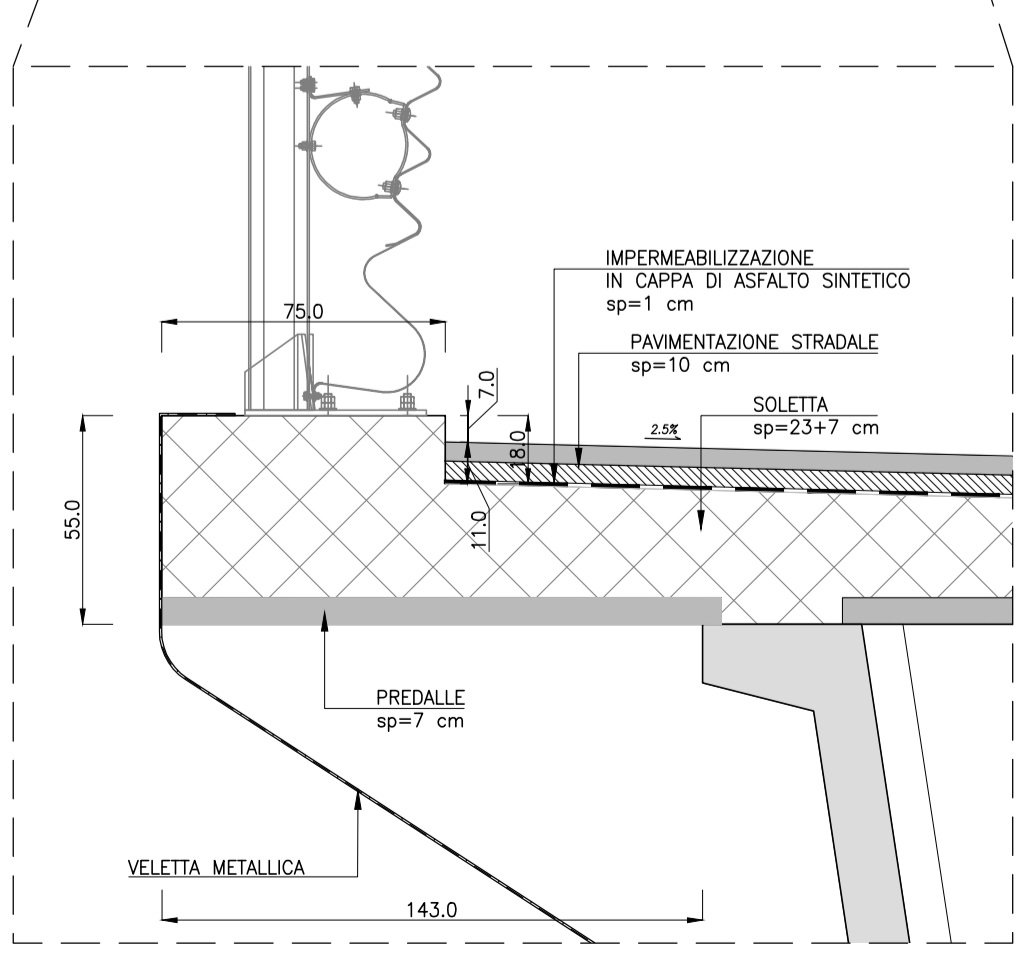 IMPERMEABILIZZAZIONE
IN CAPPA DI ASFALTO SINTETICO
sp=1 cm
75.0
PAVIMENTAZIONE STRADALE
sp=10 cm
7.0
SOLETTA
sp=23+7 cm
2.5%
18.0
11.0
55.0
PREDALLE
sp=7 cm
VELETTA METALLICA
143.0